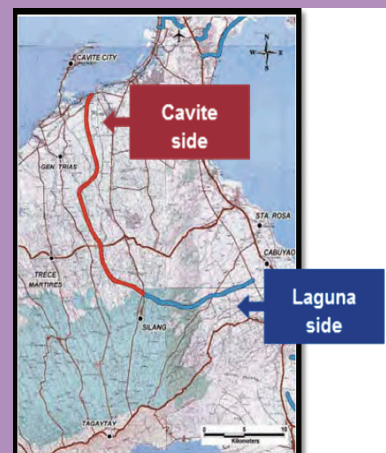 CAVITE CITY
N
W
E
S
Cavite
side
GEN. TRIAS
STA. ROSA
CABUYAO
TRECE
MARTIRES
Laguna
side
SILANG
TAGAYTAY
0
5
10
Kilometers